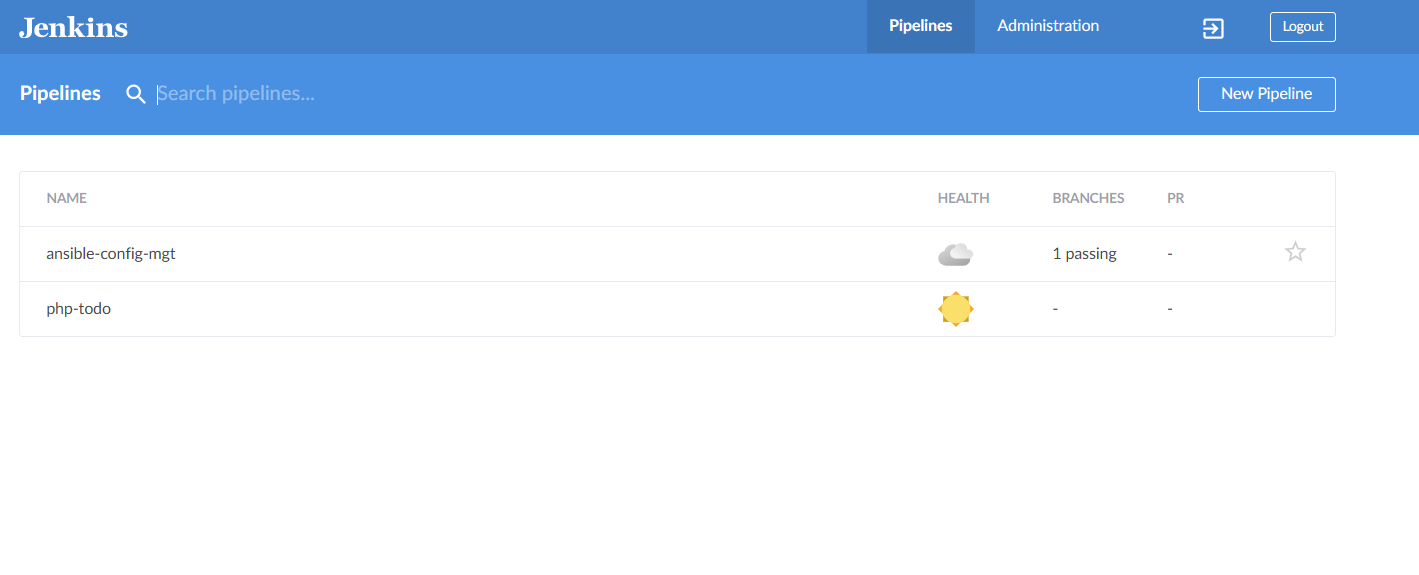 Jenkins Pipelines Administration Logout
Pipelines Search pipelines... New Pipeline
NAME HEALTH BRANCHES PR
ansible-config-mgt 1 passing -
php-todo - -